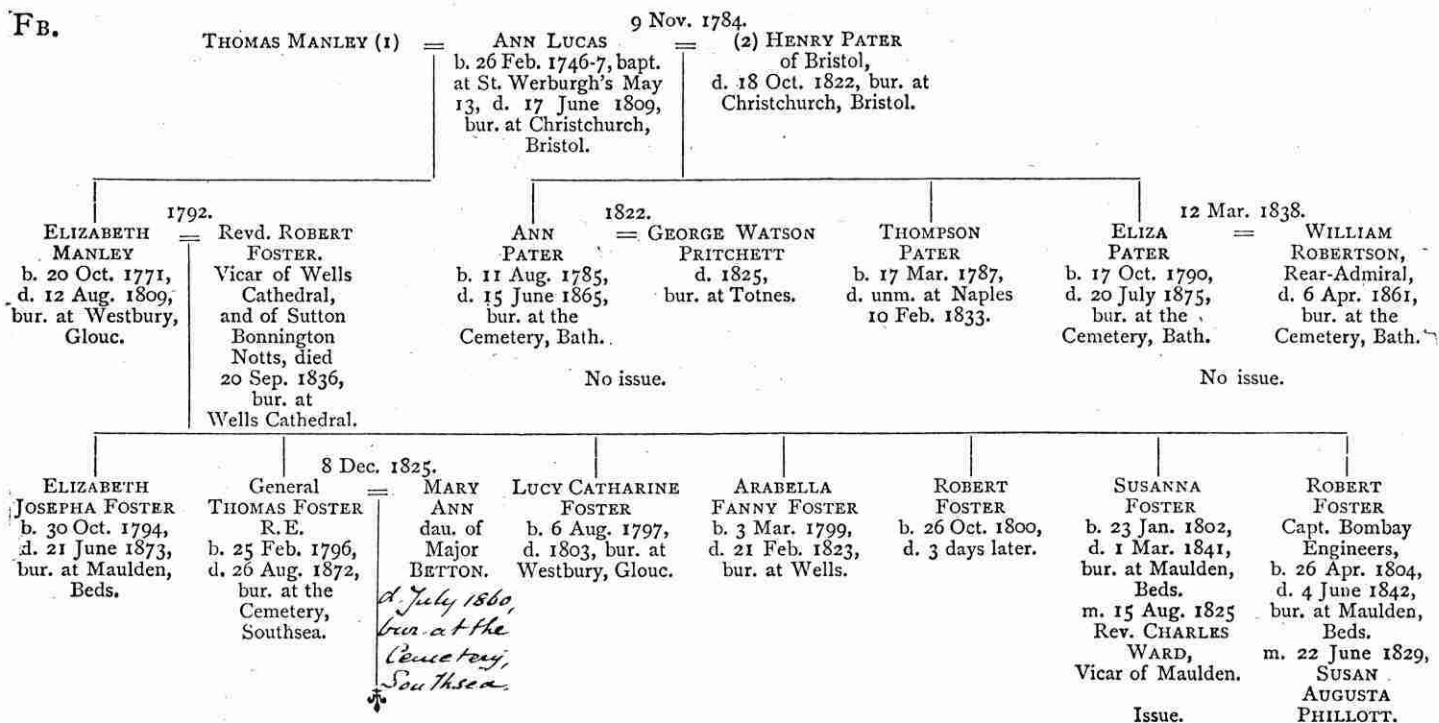 FB.
9 Nov. 1784.
THOMAS MANLEY (1) = ANN LUCAS = (2) HENRY PATER
b. 26 Feb. 1746-7, bapt.
at St. Werburgh's May
13, d. 17 June 1809,
bur. at Christchurch,
Bristol.
of Bristol,
d. 18 Oct. 1822, bur. at
Christchurch, Bristol.
1792.
ELIZABETH
MANLEY
b. 20 Oct. 1771,
d. 12 Aug. 1809,
bur. at Westbury,
Glouc.
=
Revd. ROBERT
FOSTER.
Vicar of Wells
Cathedral,
and of Sutton
Bonnington
Notts, died
20 Sep. 1836,
bur. at
Wells Cathedral.
1822.
ANN
PATER
b. 11 Aug. 1785,
d. 15 June 1865,
bur. at the
Cemetery, Bath.
=
GEORGE WATSON
PRITCHETT
d. 1825,
bur. at Totnes.
No issue.
THOMPSON
PATER
b. 17 Mar. 1787,
d. unm. at Naples
10 Feb. 1833.
12 Mar. 1838.
ELIZA
PATER
b. 17 Oct. 1790,
d. 20 July 1875,
bur. at the
Cemetery, Bath.
=
WILLIAM
ROBERTSON,
Rear-Admiral,
d. 6 Apr. 1861,
bur. at the
Cemetery, Bath.
No issue.
ELIZABETH
JOSEPHA FOSTER
b. 30 Oct. 1794,
d. 21 June 1873,
bur. at Maulden,
Beds.
8 Dec. 1825.
General
THOMAS FOSTER
R.E.
b. 25 Feb. 1796,
d. 26 Aug. 1872,
bur. at the
Cemetery,
Southsea.
=
MARY
ANN
dau. of
Major
BETTON.
d. July 1860,
bur. at the
Cemetery,
Southsea.
LUCY CATHARINE
FOSTER
b. 6 Aug. 1797,
d. 1803, bur. at
Westbury, Glouc.
ARABELLA
FANNY FOSTER
b. 3 Mar. 1799,
d. 21 Feb. 1823,
bur. at Wells.
ROBERT
FOSTER
b. 26 Oct. 1800,
d. 3 days later.
SUSANNA
FOSTER
b. 23 Jan. 1802,
d. 1 Mar. 1841,
bur. at Maulden,
Beds.
m. 15 Aug. 1825
Rev. CHARLES
WARD,
Vicar of Maulden.
Issue.
ROBERT
FOSTER
Capt. Bombay
Engineers,
b. 26 Apr. 1804,
d. 4 June 1842,
bur. at Maulden,
Beds.
m. 22 June 1829,
SUSAN
AUGUSTA
PHILLOTT.